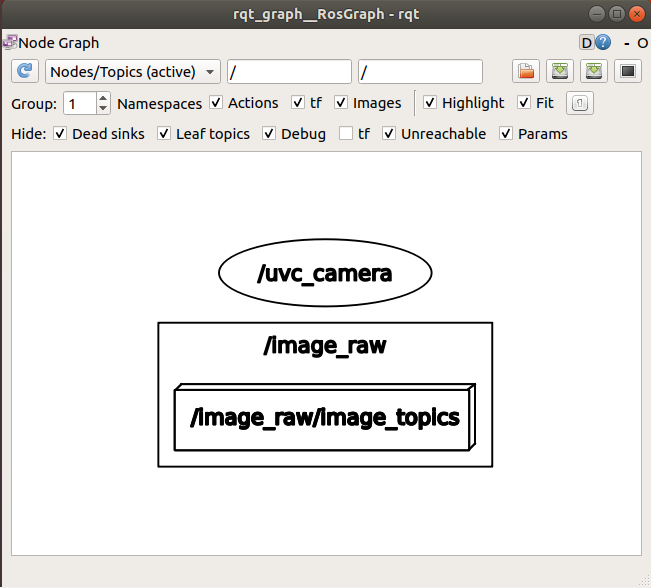 rqt_graph__RosGraph - rqt
Node Graph D ? - O
Nodes/Topics (active) / /
Group: 1 Namespaces Actions tf Images Highlight Fit
Hide: Dead sinks Leaf topics Debug tf Unreachable Params
/uvc_camera
/image_raw
/image_raw/image_topics